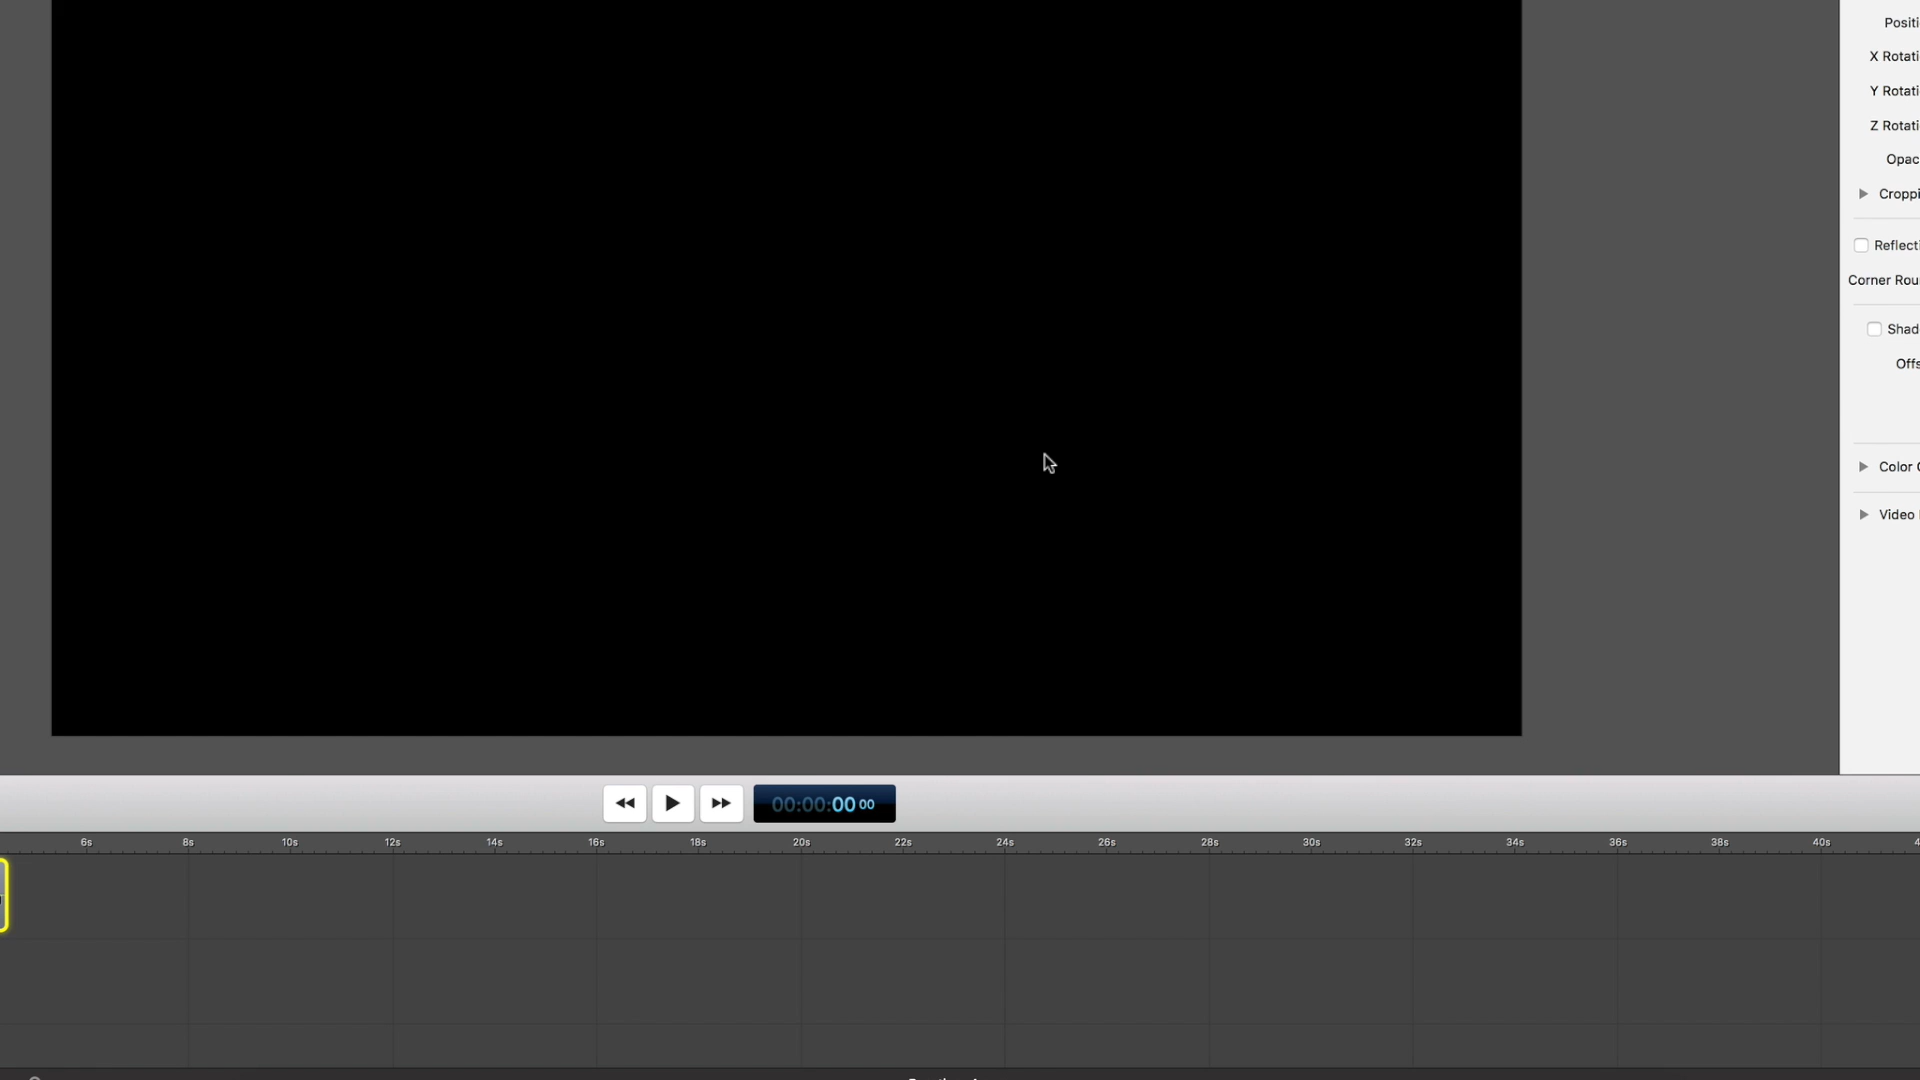 Positi
X Rotati
Y Rotati
Z Rotati
Opac
Croppi
Reflecti
Corner Rou
Shad
Offs
Color
Video
00:00:00 00
6s 8s 10s 12s 14s 16s 18s 20s 22s 24s 26s 28s 30s 32s 34s 36s 38s 40s